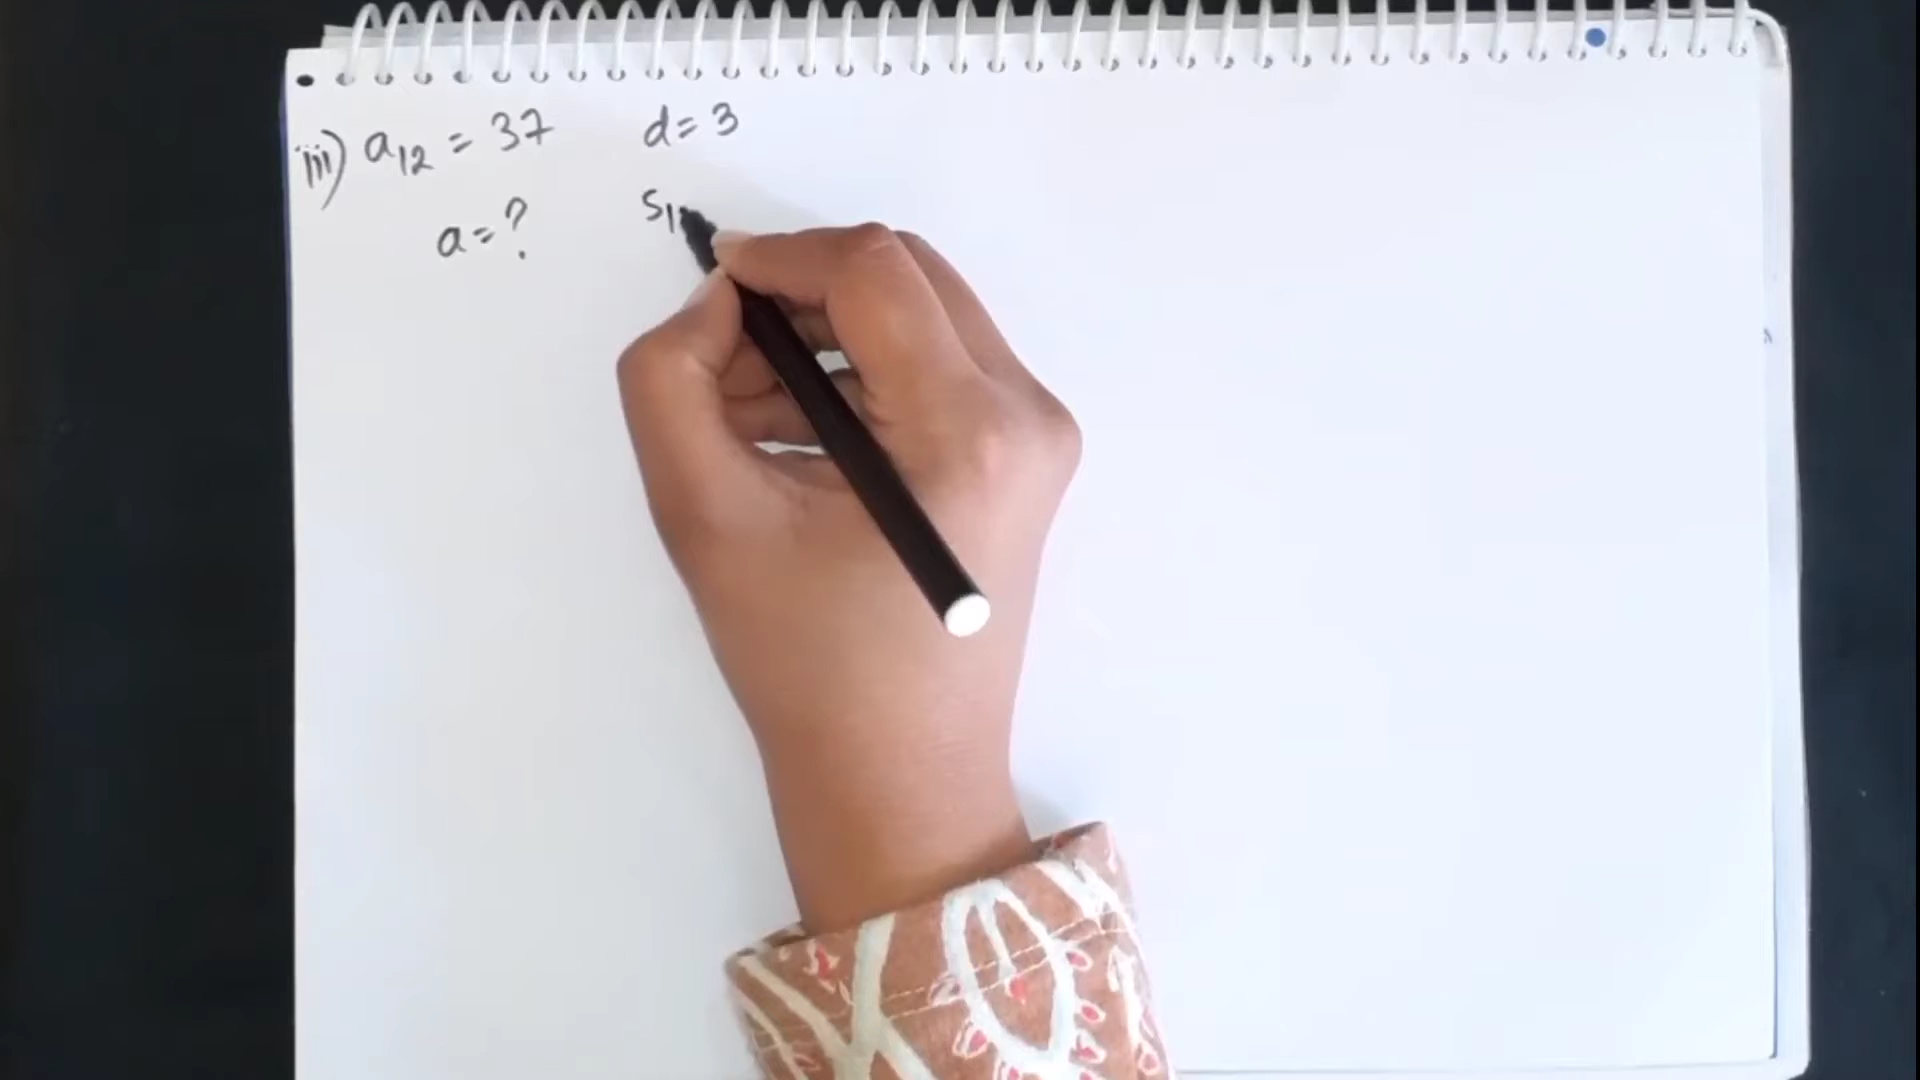 iii) a₁₂ = 37 d = 3
a = ? S₁